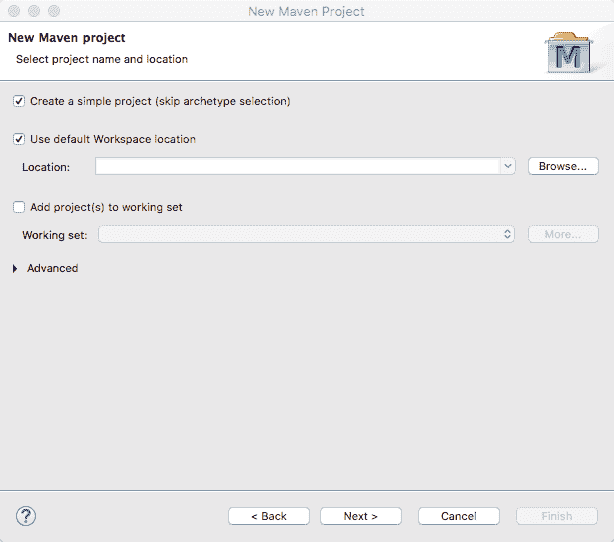 New Maven Project
New Maven project
Select project name and location
M
Create a simple project (skip archetype selection)
Use default Workspace location
Location:
Browse...
Add project(s) to working set
Working set:
More...
Advanced
?
< Back
Next >
Cancel
Finish